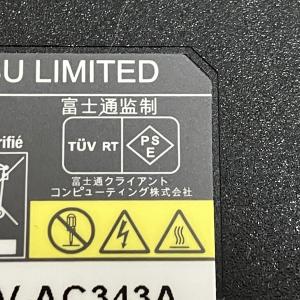 U LIMITED
富士通监制
rifié
TÜV RT
PS
E
富士通クライアント
コンピューティング株式会社
AC343A